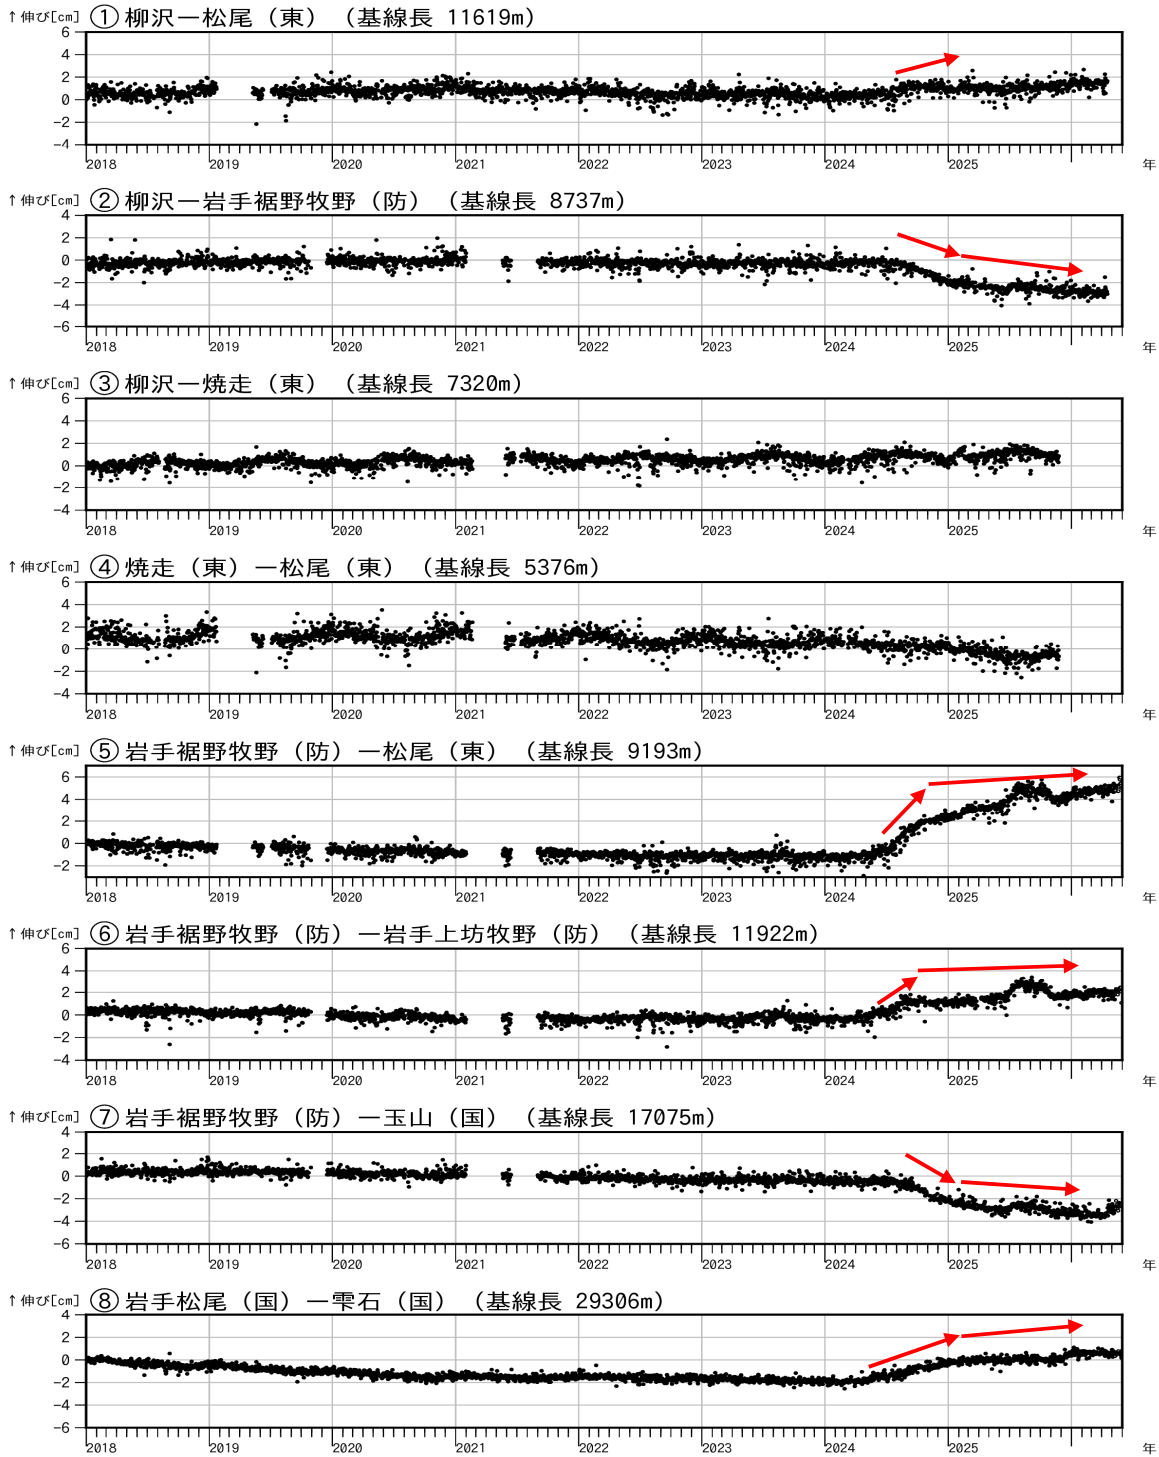 ↑伸び[cm] ① 柳沢－松尾（東）（基線長 11619m）
6
4
2
0
-2
-4
2018 2019 2020 2021 2022 2023 2024 2025 年
↑伸び[cm] ② 柳沢－岩手裾野牧野（防）（基線長 8737m）
4
2
0
-2
-4
-6
2018 2019 2020 2021 2022 2023 2024 2025 年
↑伸び[cm] ③ 柳沢－焼走（東）（基線長 7320m）
6
4
2
0
-2
-4
2018 2019 2020 2021 2022 2023 2024 2025 年
↑伸び[cm] ④ 焼走（東）－松尾（東）（基線長 5376m）
6
4
2
0
-2
-4
2018 2019 2020 2021 2022 2023 2024 2025 年
↑伸び[cm] ⑤ 岩手裾野牧野（防）－松尾（東）（基線長 9193m）
6
4
2
0
-2
2018 2019 2020 2021 2022 2023 2024 2025 年
↑伸び[cm] ⑥ 岩手裾野牧野（防）－岩手上坊牧野（防）（基線長 11922m）
6
4
2
0
-2
-4
2018 2019 2020 2021 2022 2023 2024 2025 年
↑伸び[cm] ⑦ 岩手裾野牧野（防）－玉山（国）（基線長 17075m）
4
2
0
-2
-4
-6
2018 2019 2020 2021 2022 2023 2024 2025 年
↑伸び[cm] ⑧ 岩手松尾（国）－雫石（国）（基線長 29306m）
4
2
0
-2
-4
-6
2018 2019 2020 2021 2022 2023 2024 2025 年